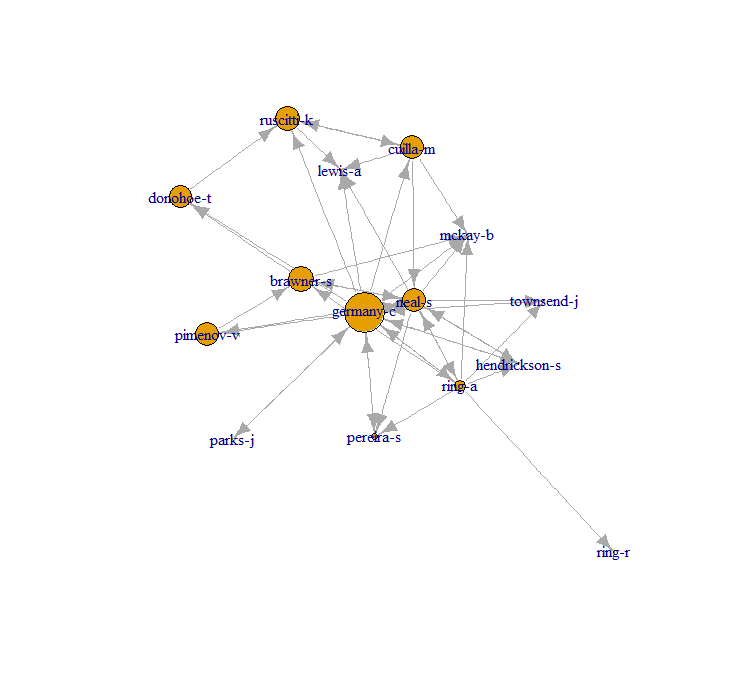 ruscitti-k
cuilla-m
lewis-a
donohoe-t
mckay-b
brawner-s
neal-s
townsend-j
germany-c
pimenov-v
hendrickson-s
ring-a
parks-j
pereira-s
ring-r